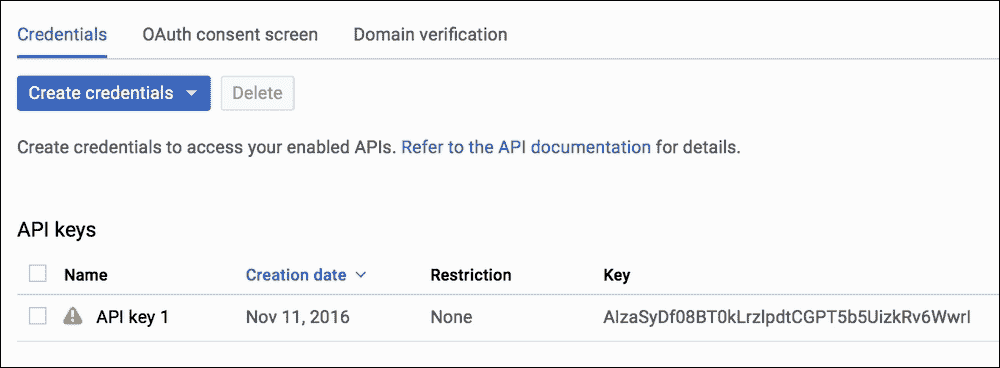 Credentials OAuth consent screen Domain verification
Create credentials Delete
Create credentials to access your enabled APIs. Refer to the API documentation for details.
API keys
Name Creation date Restriction Key
API key 1 Nov 11, 2016 None AIzaSyDf08BT0kLrzlpdtCGPT5b5UizkRv6WwrI